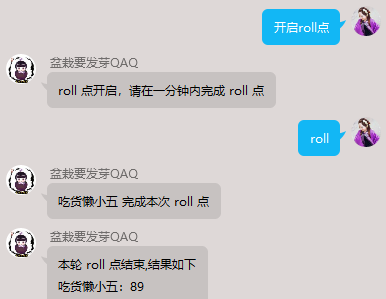 开启roll点
盆栽要发芽QAQ
roll 点开启，请在一分钟内完成 roll 点
roll
盆栽要发芽QAQ
吃货懒小五 完成本次 roll 点
盆栽要发芽QAQ
本轮 roll 点结束,结果如下
吃货懒小五：89